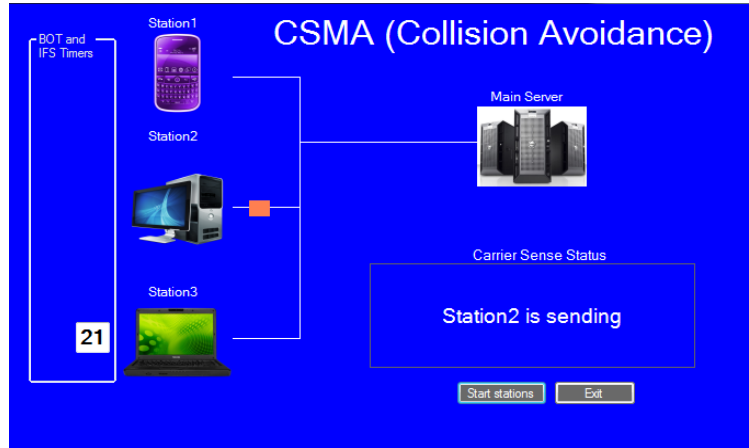 CSMA (Collision Avoidance)
BOT and
IFS Timers
Station1
Main Server
Station2
Carrier Sense Status
Station3
Station2 is sending
21
Start stations
Exit